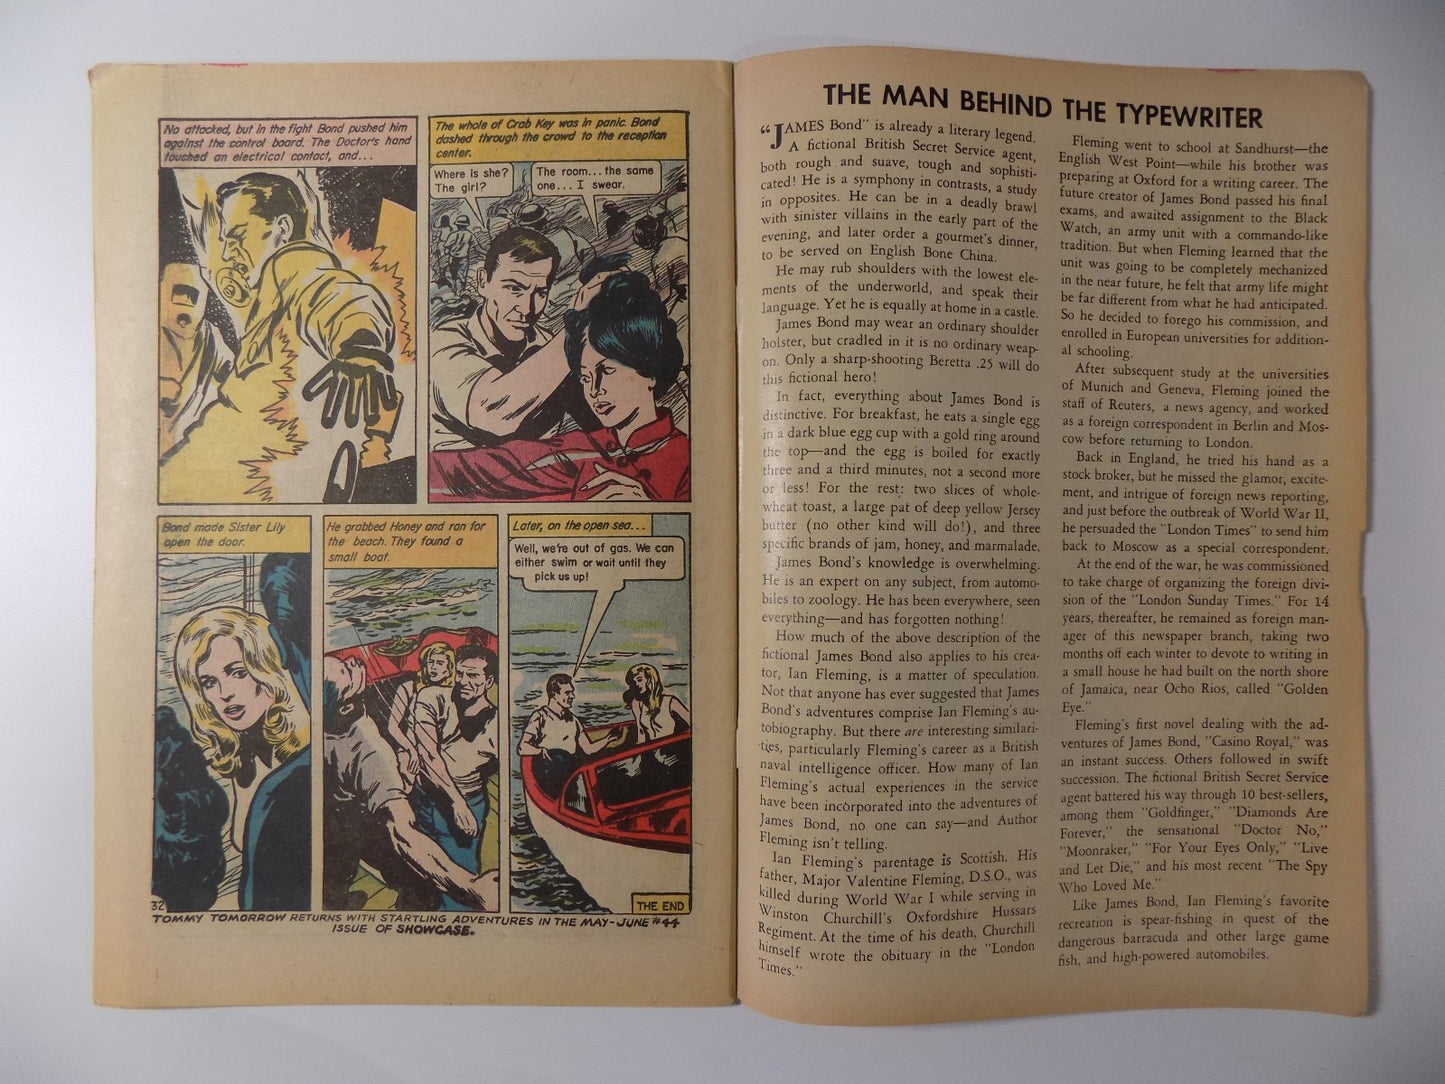 No attacked, but in the fight Bond pushed him
against the control board. The Doctor's hand
touched an electrical contact, and...
The whole of Crab Key was in panic. Bond
dashed through the crowd to the reception
center.
Where is she?
The girl?
The room... the same
one... I swear.
Bond made Sister Lily
open the door.
He grabbed Honey and ran for
the beach. They found a
small boat.
Later, on the open sea...
Well, we're out of gas. We can
either swim or wait until they
pick us up!
32
THE END
TOMMY TOMORROW RETURNS WITH STARTLING ADVENTURES IN THE MAY-JUNE #44
ISSUE OF SHOWCASE.
THE MAN BEHIND THE TYPEWRITER
"JAMES Bond" is already a literary legend.
A fictional British Secret Service agent,
both rough and suave, tough and sophisti-
cated! He is a symphony in contrasts, a study
in opposites. He can be in a deadly brawl
with sinister villains in the early part of the
evening, and later order a gourmet's dinner,
to be served on English Bone China.
He may rub shoulders with the lowest ele-
ments of the underworld, and speak their
language. Yet he is equally at home in a castle.
James Bond may wear an ordinary shoulder
holster, but cradled in it is no ordinary weap-
on. Only a sharp-shooting Beretta .25 will do
this fictional hero!
In fact, everything about James Bond is
distinctive. For breakfast, he eats a single egg
in a dark blue egg cup with a gold ring around
the top—and the egg is boiled for exactly
three and a third minutes, not a second more
or less! For the rest: two slices of whole-
wheat toast, a large pat of deep yellow Jersey
butter (no other kind will do!), and three
specific brands of jam, honey, and marmalade.
James Bond's knowledge is overwhelming.
He is an expert on any subject, from automo-
biles to zoology. He has been everywhere, seen
everything—and has forgotten nothing!
How much of the above description of the
fictional James Bond also applies to his crea-
tor, Ian Fleming, is a matter of speculation.
Not that anyone has ever suggested that James
Bond's adventures comprise Ian Fleming's au-
tobiography. But there are interesting similari-
ties, particularly Fleming's career as a British
naval intelligence officer. How many of Ian
Fleming's actual experiences in the service
have been incorporated into the adventures of
James Bond, no one can say—and Author
Fleming isn't telling.
Ian Fleming's parentage is Scottish. His
father, Major Valentine Fleming, D.S.O., was
killed during World War I while serving in
Winston Churchill's Oxfordshire Hussars
Regiment. At the time of his death, Churchill
himself wrote the obituary in the "London
Times."
Fleming went to school at Sandhurst—the
English West Point—while his brother was
preparing at Oxford for a writing career. The
future creator of James Bond passed his final
exams, and awaited assignment to the Black
Watch, an army unit with a commando-like
tradition. But when Fleming learned that the
unit was going to be completely mechanized
in the near future, he felt that army life might
be far different from what he had anticipated.
So he decided to forego his commission, and
enrolled in European universities for addition-
al schooling.
After subsequent study at the universities
of Munich and Geneva, Fleming joined the
staff of Reuters, a news agency, and worked
as a foreign correspondent in Berlin and Mos-
cow before returning to London.
Back in England, he tried his hand as a
stock broker, but he missed the glamor, excite-
ment, and intrigue of foreign news reporting,
and just before the outbreak of World War II,
he persuaded the "London Times" to send him
back to Moscow as a special correspondent.
At the end of the war, he was commissioned
to take charge of organizing the foreign divi-
sion of the "London Sunday Times." For 14
years, thereafter, he remained as foreign man-
ager of this newspaper branch, taking two
months off each winter to devote to writing in
a small house he had built on the north shore
of Jamaica, near Ocho Rios, called "Golden
Eye."
Fleming's first novel dealing with the ad-
ventures of James Bond, "Casino Royal," was
an instant success. Others followed in swift
succession. The fictional British Secret Service
agent battered his way through 10 best-sellers,
among them "Goldfinger," "Diamonds Are
Forever," the sensational "Doctor No,"
"Moonraker," "For Your Eyes Only," "Live
and Let Die," and his most recent "The Spy
Who Loved Me."
Like James Bond, Ian Fleming's favorite
recreation is spear-fishing in quest of the
dangerous barracuda and other large game
fish, and high-powered automobiles.